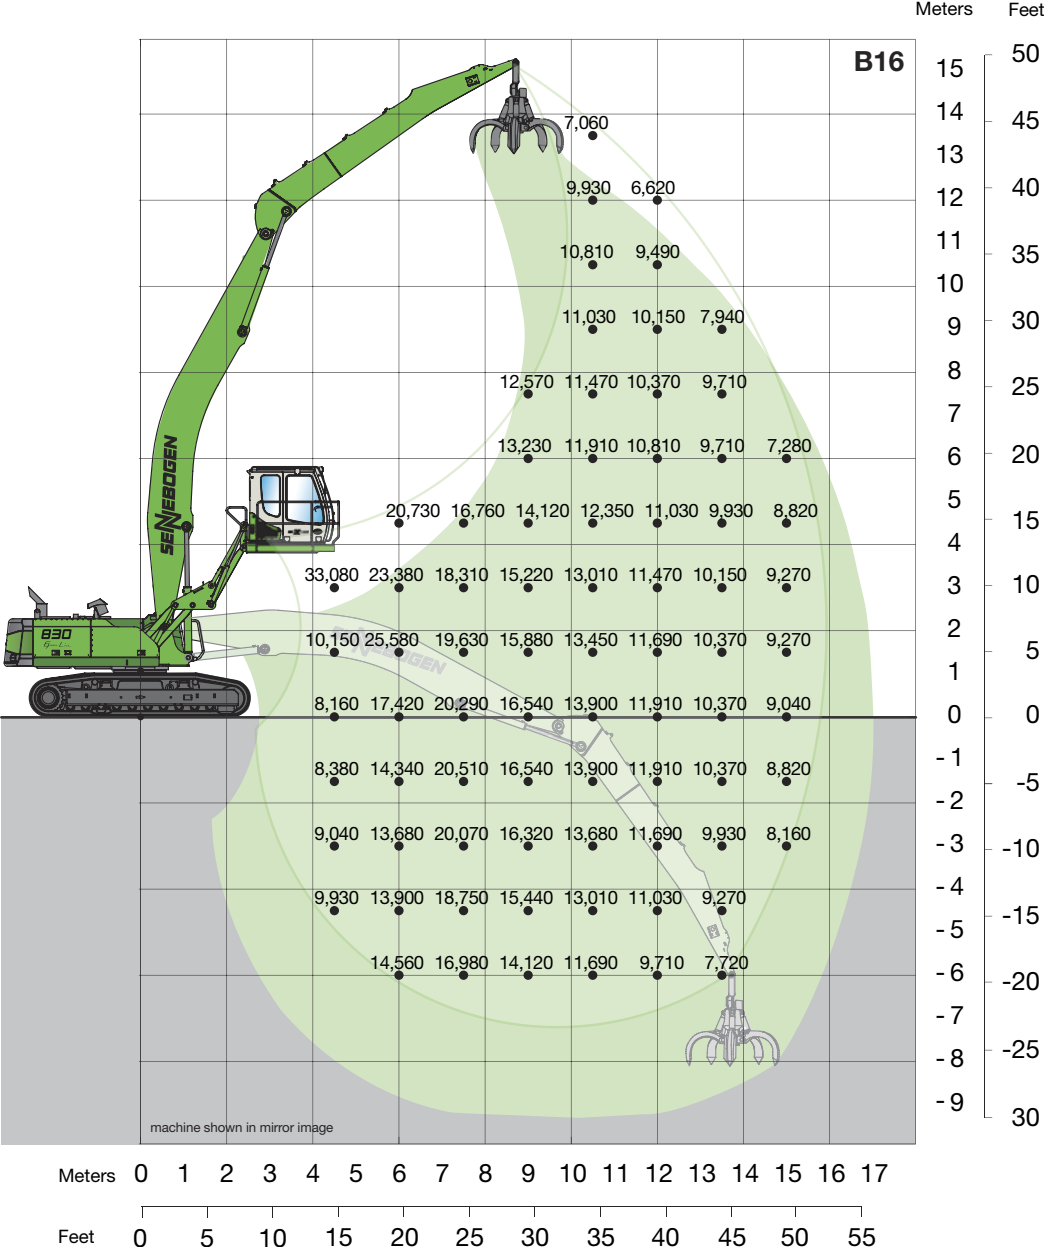 Meters Feet
B16
15 50
14
7,060 45
13
9,930 6,620 40
12
11
10,810 9,490 35
10
11,030 10,150 7,940 9 30
8
12,570 11,470 10,370 9,710 25
7
13,230 11,910 10,810 9,710 7,280 6 20
SENNEBOGEN
5
20,730 16,760 14,120 12,350 11,030 9,930 8,820 15
4
33,080 23,380 18,310 15,220 13,010 11,470 10,150 9,270 3 10
830
Green Line
2
10,150 25,580 19,630 15,880 13,450 11,690 10,370 9,270 5
SENNEBOGEN
1
8,160 17,420 20,290 16,540 13,900 11,910 10,370 9,040 0 0
-1
8,380 14,340 20,510 16,540 13,900 11,910 10,370 8,820 -5
-2
9,040 13,680 20,070 16,320 13,680 11,690 9,930 8,160 -3 -10
-4
9,930 13,900 18,750 15,440 13,010 11,030 9,270 -15
-5
14,560 16,980 14,120 11,690 9,710 7,720 -6 -20
-7
-8 -25
-9 30
machine shown in mirror image
Meters 0 1 2 3 4 5 6 7 8 9 10 11 12 13 14 15 16 17
Feet 0 5 10 15 20 25 30 35 40 45 50 55